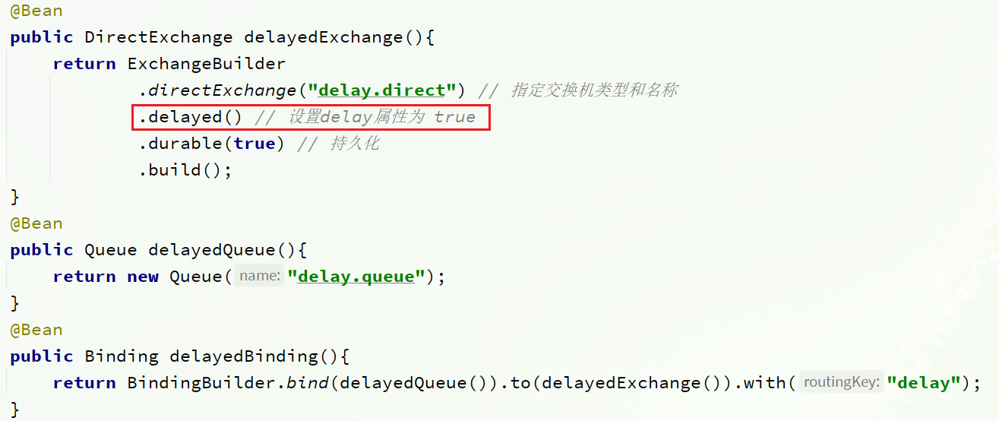 @Bean
public DirectExchange delayedExchange(){
    return ExchangeBuilder
            .directExchange("delay.direct") // 指定交换机类型和名称
            .delayed() // 设置delay属性为 true
            .durable(true) // 持久化
            .build();
}
@Bean
public Queue delayedQueue(){
    return new Queue( name: "delay.queue");
}
@Bean
public Binding delayedBinding(){
    return BindingBuilder.bind(delayedQueue()).to(delayedExchange()).with( routingKey: "delay");
}